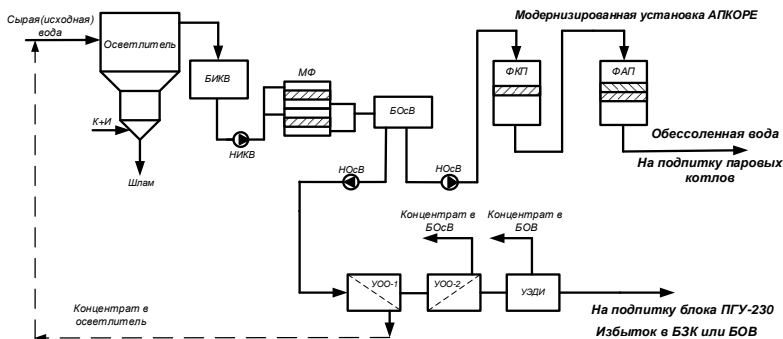 Сырая(исходная)
вода
Модернизированная установка АПКОРЕ
Осветлитель
БИКВ
МФ
ФКП
ФАП
БОсВ
К+И
НИКВ
Обессоленная вода
На подпитку паровых
котлов
Шлам
НОсВ
НОсВ
Концентрат в
БОсВ
Концентрат в
БОВ
УОО-1
УОО-2
УЭДИ
Концентрат в
осветлитель
На подпитку блока ПГУ-230
Избыток в БЗК или БОВ